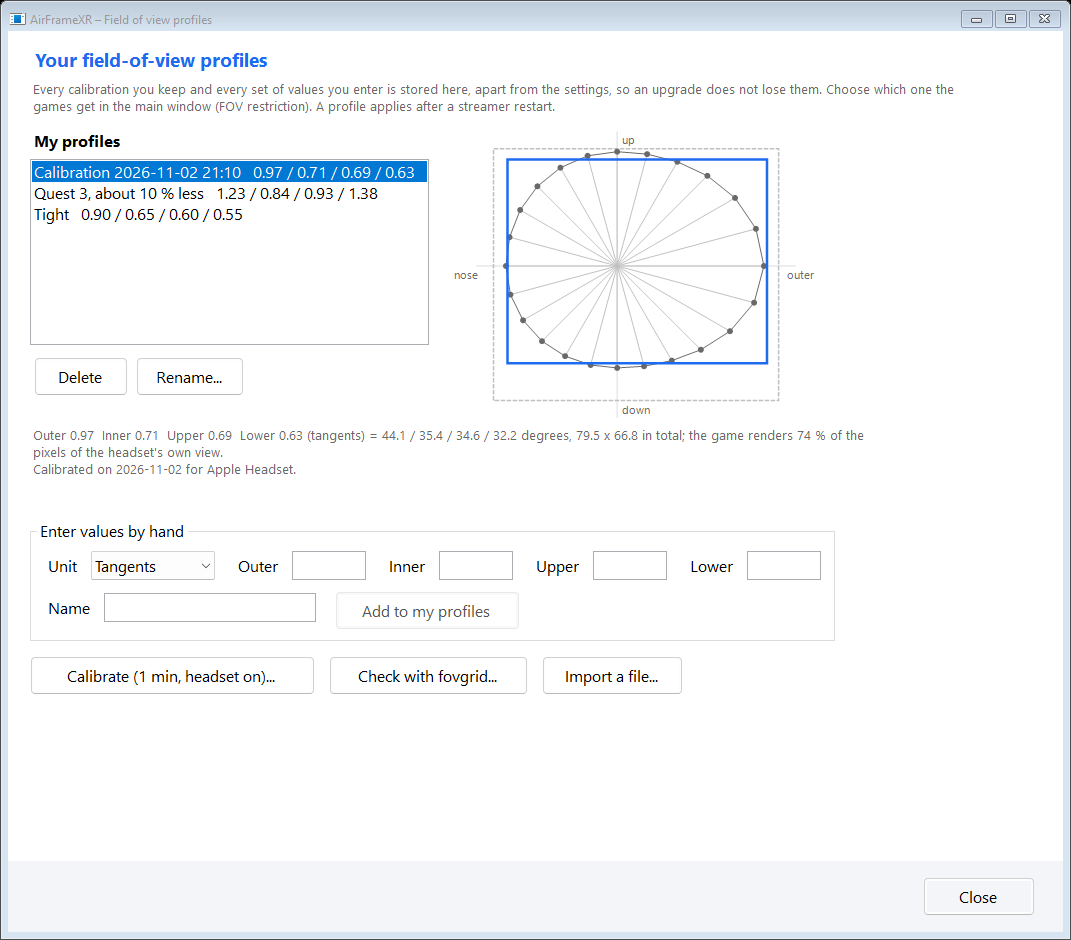 AirFrameXR – Field of view profiles
Your field-of-view profiles
Every calibration you keep and every set of values you enter is stored here, apart from the settings, so an upgrade does not lose them. Choose which one the
games get in the main window (FOV restriction). A profile applies after a streamer restart.
My profiles
Calibration 2026-11-02 21:10   0.97 / 0.71 / 0.69 / 0.63
Quest 3, about 10 % less   1.23 / 0.84 / 0.93 / 1.38
Tight   0.90 / 0.65 / 0.60 / 0.55
up
nose
outer
down
Delete
Rename...
Outer 0.97  Inner 0.71  Upper 0.69  Lower 0.63 (tangents) = 44.1 / 35.4 / 34.6 / 32.2 degrees, 79.5 x 66.8 in total; the game renders 74 % of the
pixels of the headset's own view.
Calibrated on 2026-11-02 for Apple Headset.
Enter values by hand
Unit Tangents Outer Inner Upper Lower
Name Add to my profiles
Calibrate (1 min, headset on)... Check with fovgrid... Import a file...
Close